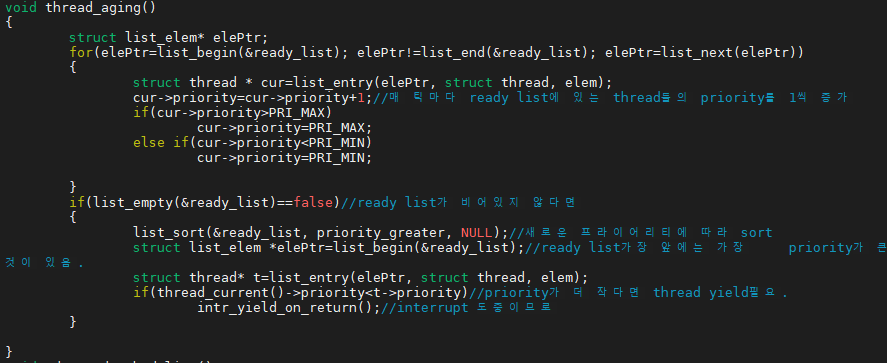 void thread_aging()
{
        struct list_elem* elePtr;
        for(elePtr=list_begin(&ready_list); elePtr!=list_end(&ready_list); elePtr=list_next(elePtr))
        {
                struct thread * cur=list_entry(elePtr, struct thread, elem);
                cur->priority=cur->priority+1;//매 틱마다 ready list에 있는 thread들의 priority를 1씩 증가
                if(cur->priority>PRI_MAX)
                        cur->priority=PRI_MAX;
                else if(cur->priority<PRI_MIN)
                        cur->priority=PRI_MIN;

        }
        if(list_empty(&ready_list)==false)//ready list가 비어있지 않다면
        {
                list_sort(&ready_list, priority_greater, NULL);//새로운 프라이어리티에 따라 sort
                struct list_elem *elePtr=list_begin(&ready_list);//ready list가장 앞에는 가장 priority가 큰
것이 있음.
                struct thread* t=list_entry(elePtr, struct thread, elem);
                if(thread_current()->priority<t->priority)//priority가 더 작다면 thread yield필요.
                        intr_yield_on_return();//interrupt 도중이므로
        }

}